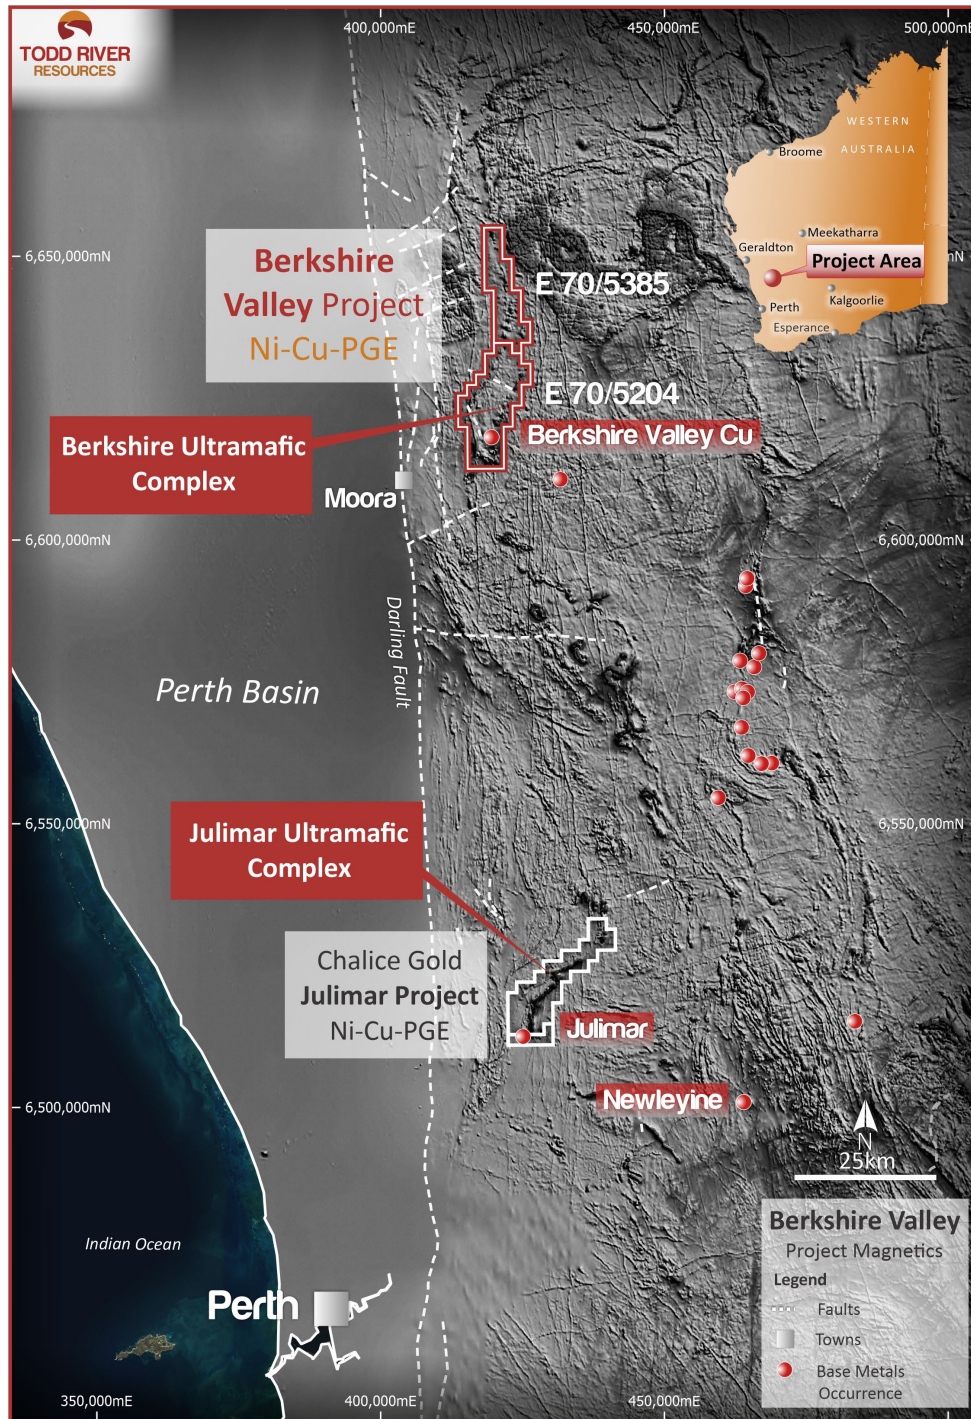 TODD RIVER
RESOURCES
400,000mE
450,000mE
500,000mE
WESTERN
AUSTRALIA
Broome
Meekatharra
Geraldton
Project Area
Perth
Kalgoorlie
Esperance
6,650,000mN
Berkshire
Valley Project
Ni-Cu-PGE
E 70/5385
E 70/5204
Berkshire Valley Cu
Berkshire Ultramafic
Complex
Moora
6,600,000mN
6,600,000mN
Darling Fault
Perth Basin
6,550,000mN
6,550,000mN
Julimar Ultramafic
Complex
Chalice Gold
Julimar Project
Ni-Cu-PGE
Julimar
Newleyine
6,500,000mN
N
25km
Indian Ocean
Perth
Berkshire Valley
Project Magnetics
Legend
Faults
Towns
Base Metals
Occurrence
350,000mE
400,000mE
450,000mE